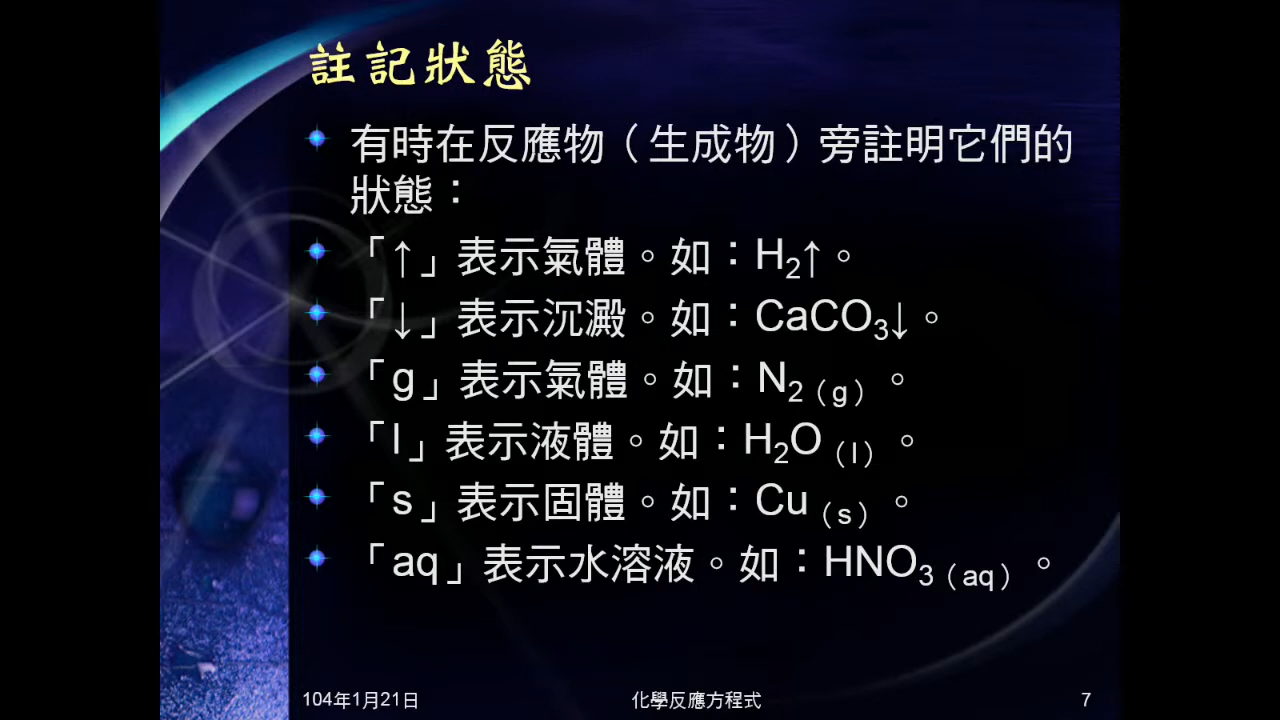 註記狀態
有時在反應物（生成物）旁註明它們的
狀態：
「↑」表示氣體。如：H₂↑。
「↓」表示沉澱。如：CaCO₃↓。
「g」表示氣體。如：N₂（g）。
「l」表示液體。如：H₂O（l）。
「s」表示固體。如：Cu（s）。
「aq」表示水溶液。如：HNO₃（aq）。
104年1月21日 化學反應方程式 7